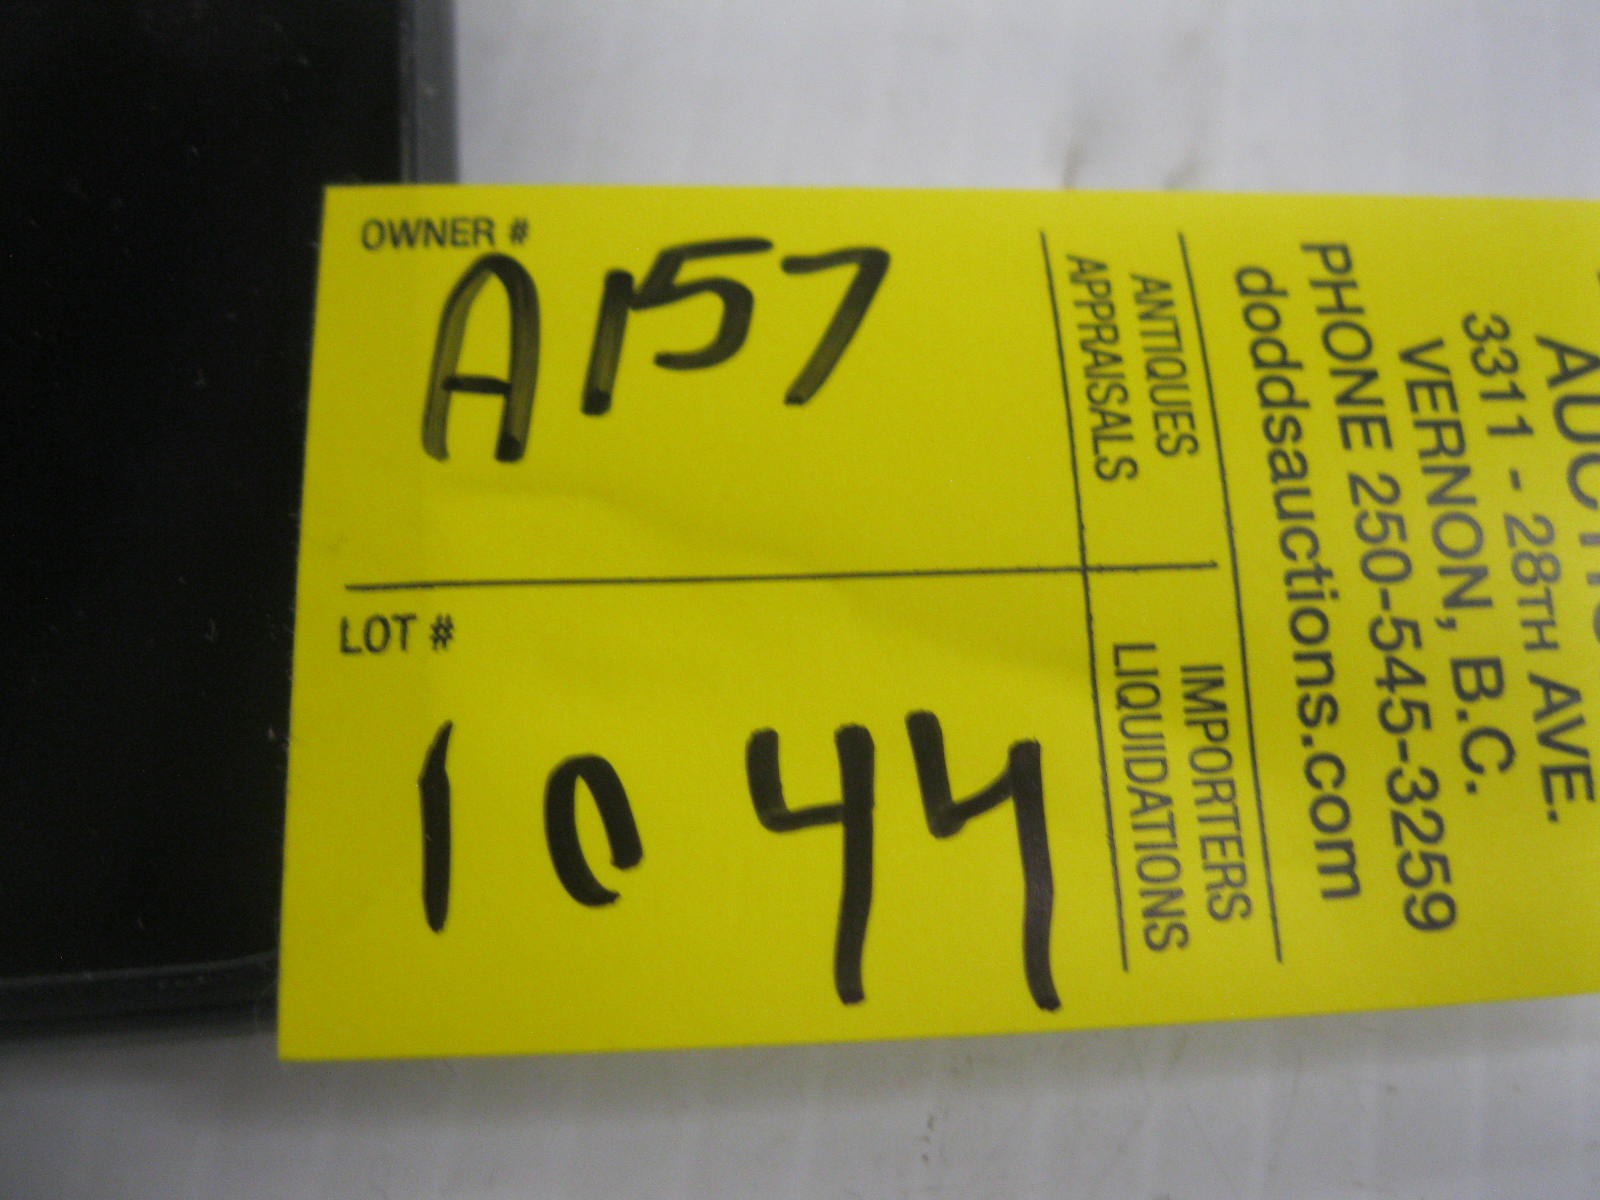 OWNER #
A157
LOT #
1044
ANTIQUES
APPRAISALS
IMPORTERS
LIQUIDATIONS
3311 - 28TH AVE.
VERNON, B.C.
PHONE 250-545-3259
doddsauctions.com